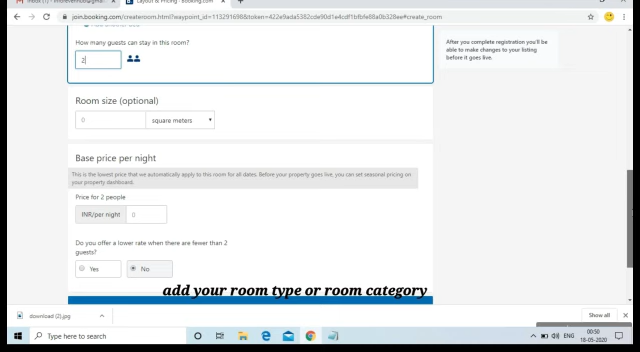 Layout & Pricing - Booking.com
join.booking.com/createroom.html?waypoint_id=113291698&token=422e9ada5382cde90d1e4cdf1bfbfe88a0b328ee#create_room
How many guests can stay in this room?
2
After you complete registration you'll be
able to make changes to your listing
before it goes live.
Room size (optional)
0
square meters
Base price per night
This is the lowest price that we automatically apply to this room for all dates. Before your property goes live, you can set seasonal pricing on
your property dashboard.
Price for 2 people
INR/per night
0
Do you offer a lower rate when there are fewer than 2
guests?
Yes
No
add your room type or room category
download (2).jpg
Show all
Type here to search
ENG
00:50
18-05-2020